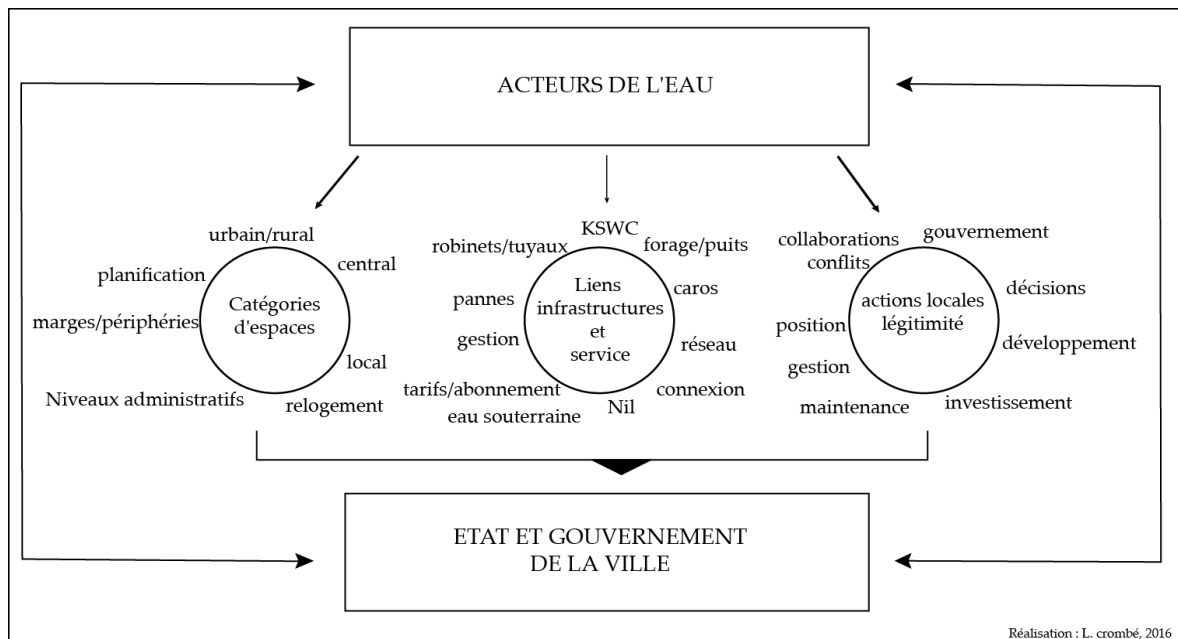 ACTEURS DE L'EAU
urbain/rural
planification
central
marges/périphéries
Catégories
d'espaces
local
Niveaux administratifs
relogement
KSWC
robinets/tuyaux
forage/puits
pannes
Liens
infrastructures
et
service
caros
gestion
réseau
tarifs/abonnement
connexion
eau souterraine
Nil
collaborations
conflits
gouvernement
décisions
position
actions locales
légitimité
développement
gestion
maintenance
investissement
ETAT ET GOUVERNEMENT
DE LA VILLE
Réalisation : L. crombé, 2016